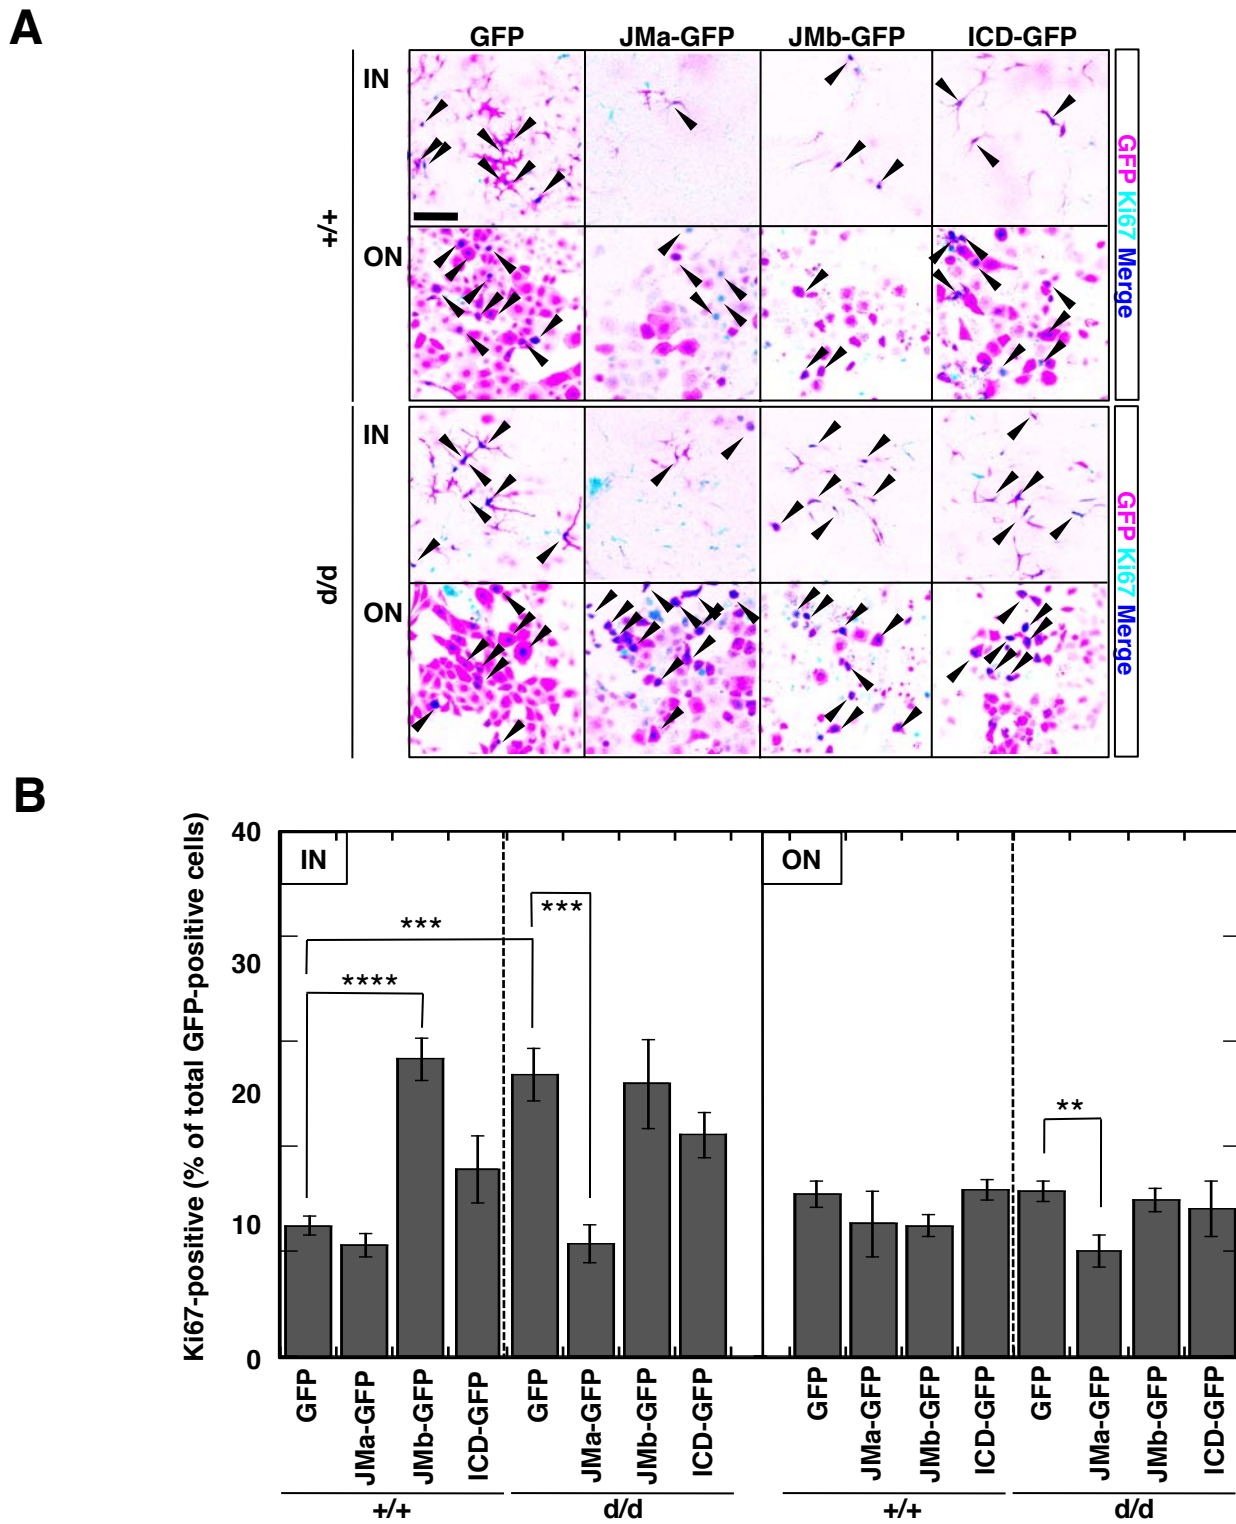 A
GFP JMa-GFP JMb-GFP ICD-GFP
+/+
IN
ON
GFP Ki67 Merge
d/d
IN
ON
GFP Ki67 Merge
B
Ki67-positive (% of total GFP-positive cells)
40
30
20
10
0
IN
ON
***
***
****
**
GFP JMa-GFP JMb-GFP ICD-GFP GFP JMa-GFP JMb-GFP ICD-GFP GFP JMa-GFP JMb-GFP ICD-GFP GFP JMa-GFP JMb-GFP ICD-GFP
+/+ d/d +/+ d/d